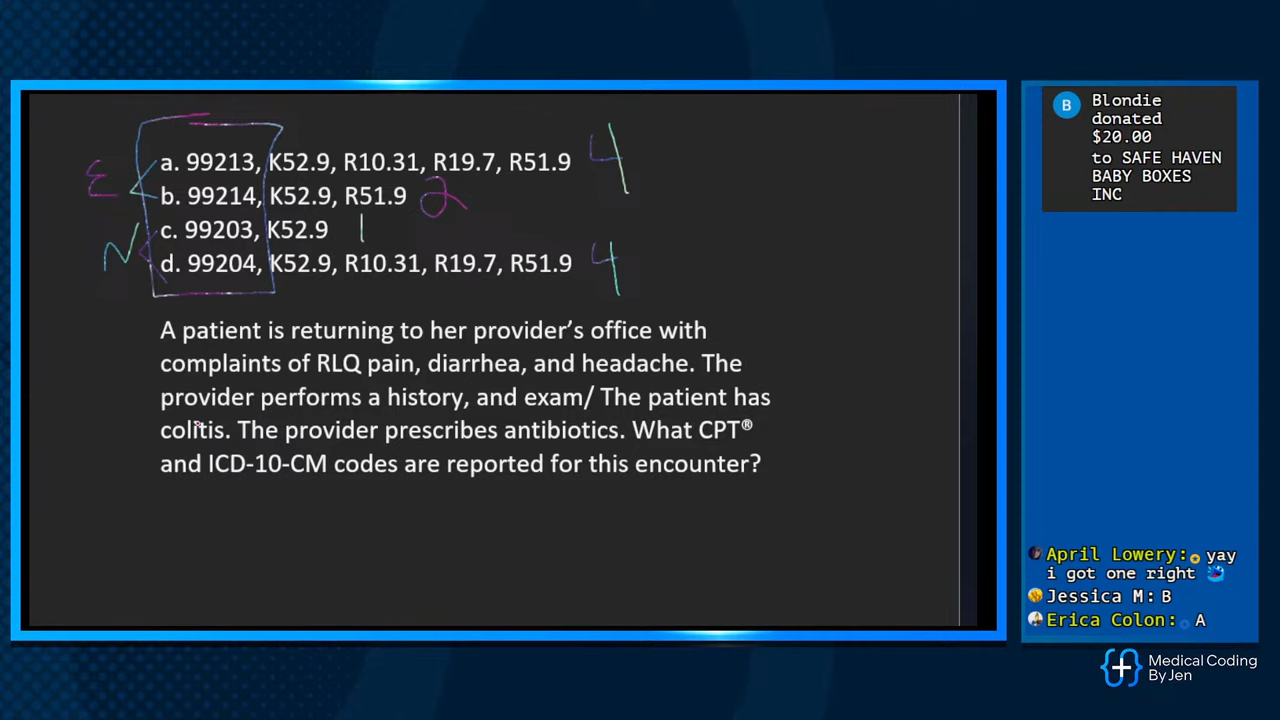 a. 99213, K52.9, R10.31, R19.7, R51.9 4
E b. 99214, K52.9, R51.9 2
N c. 99203, K52.9 1
d. 99204, K52.9, R10.31, R19.7, R51.9 4
A patient is returning to her provider’s office with
complaints of RLQ pain, diarrhea, and headache. The
provider performs a history, and exam/ The patient has
colitis. The provider prescribes antibiotics. What CPT®
and ICD-10-CM codes are reported for this encounter?
B
Blondie
donated
$20.00
to SAFE HAVEN
BABY BOXES
INC
April Lowery: yay
i got one right
Jessica M: B
Erica Colon: A
Medical Coding
By Jen